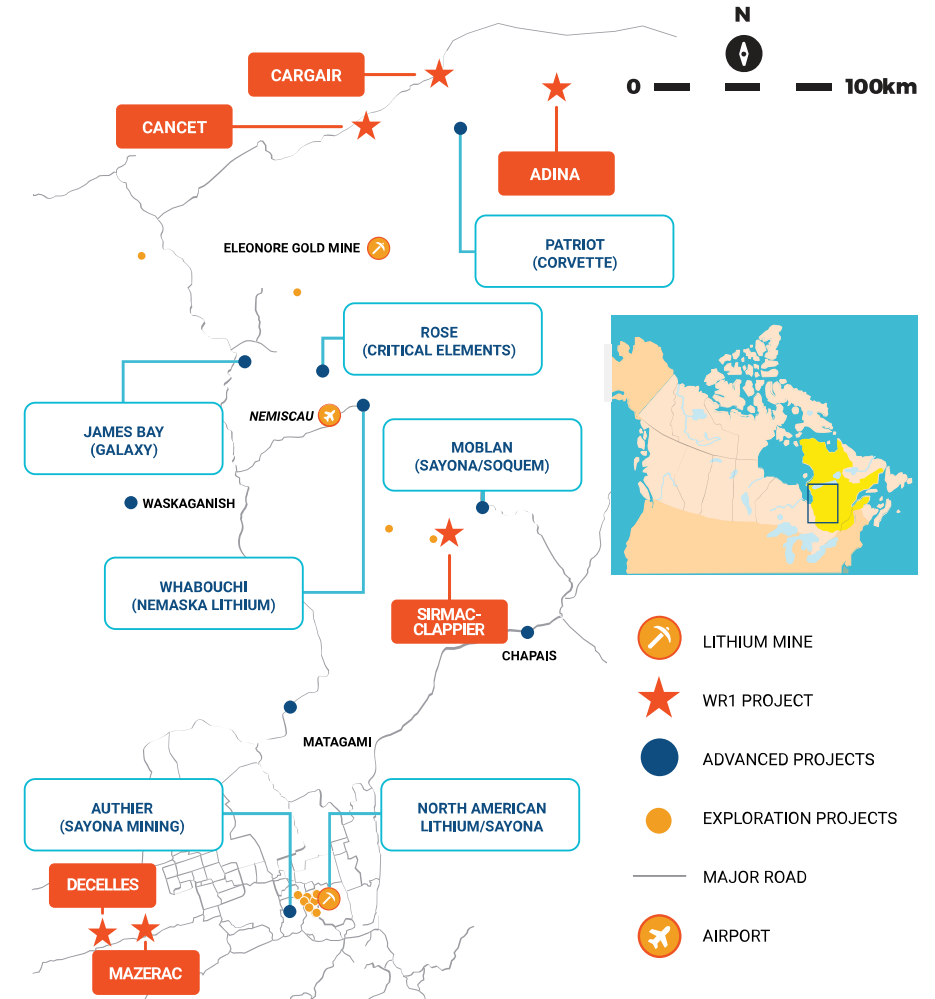 N
0
100km
CARGAIR
CANCET
ADINA
PATRIOT
(CORVETTE)
ELEONORE GOLD MINE
ROSE
(CRITICAL ELEMENTS)
NEMISCAU
JAMES BAY
(GALAXY)
MOBLAN
(SAYONA/SOQUEM)
WASKAGANISH
WHABOUCHI
(NEMASKA LITHIUM)
SIRMAC-
CLAPPIER
CHAPAIS
MATAGAMI
AUTHIER
(SAYONA MINING)
NORTH AMERICAN
LITHIUM/SAYONA
DECELLES
MAZERAC
LITHIUM MINE
WR1 PROJECT
ADVANCED PROJECTS
EXPLORATION PROJECTS
MAJOR ROAD
AIRPORT